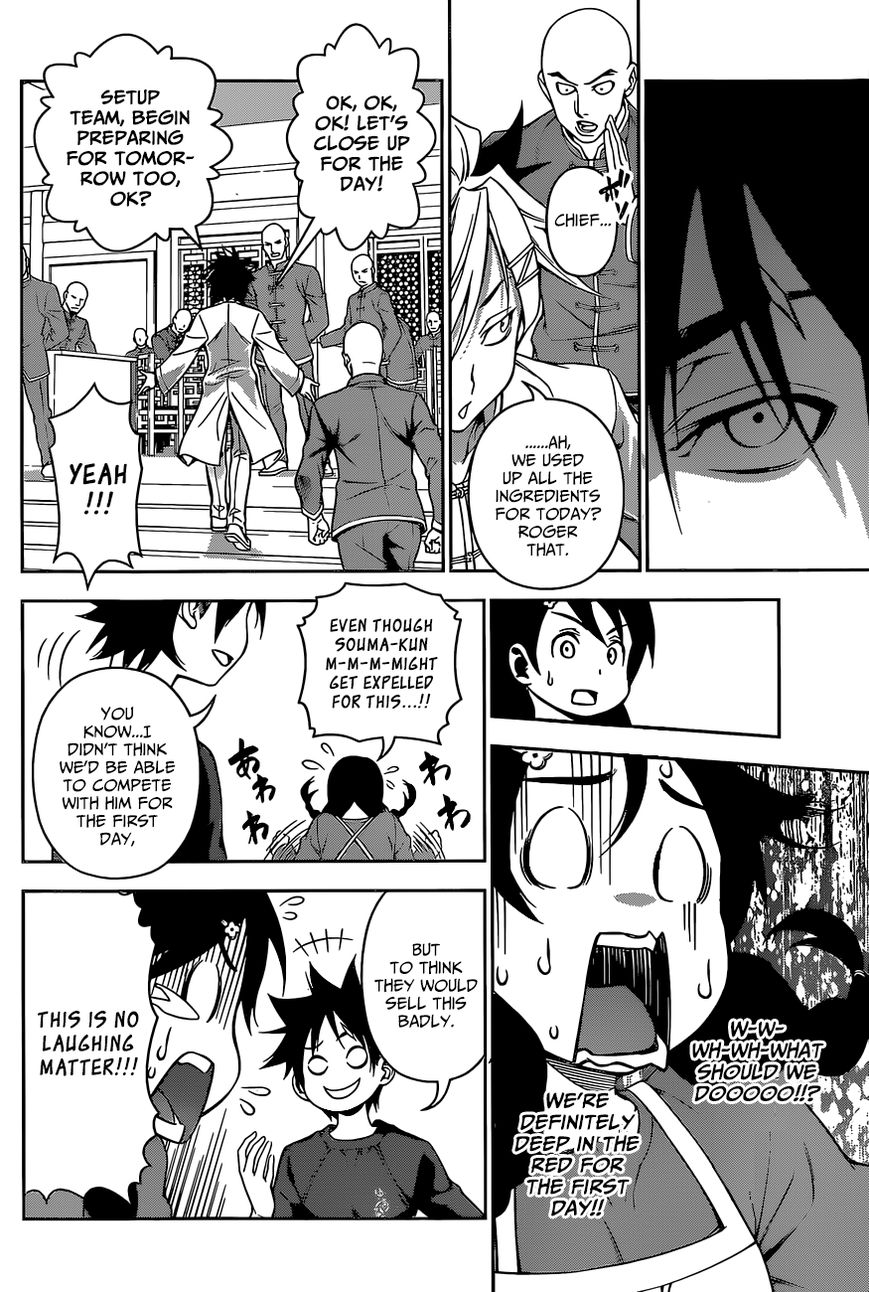 CHIEF...
......AH,
WE USED
UP ALL THE
INGREDIENTS
FOR TODAY?
ROGER
THAT.
OK, OK,
OK! LET'S
CLOSE UP
FOR THE
DAY!
SETUP
TEAM, BEGIN
PREPARING
FOR TOMOR-
ROW TOO,
OK?
YEAH
!!!
W-W-
WH-WH-WHAT
SHOULD WE
DOOOOO!!?
WE'RE
DEFINITELY
DEEP IN THE
RED FOR
THE FIRST
DAY!!
EVEN THOUGH
SOUMA-KUN
M-M-M-MIGHT
GET EXPELLED
FOR THIS...!!
わわ
あわわ
YOU
KNOW...I
DIDN'T THINK
WE'D BE ABLE
TO COMPETE
WITH HIM FOR
THE FIRST
DAY,
BUT
TO THINK
THEY WOULD
SELL THIS
BADLY.
THIS IS NO
LAUGHING
MATTER!!!